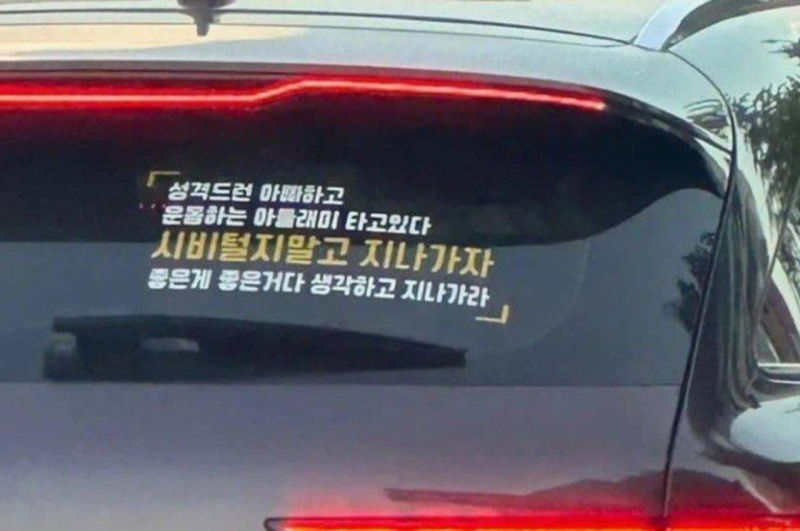 성격드런 아빠하고
운동하는 아들래미 타고있다
시비털지말고 지나가자
좋은게 좋은거다 생각하고 지나가라